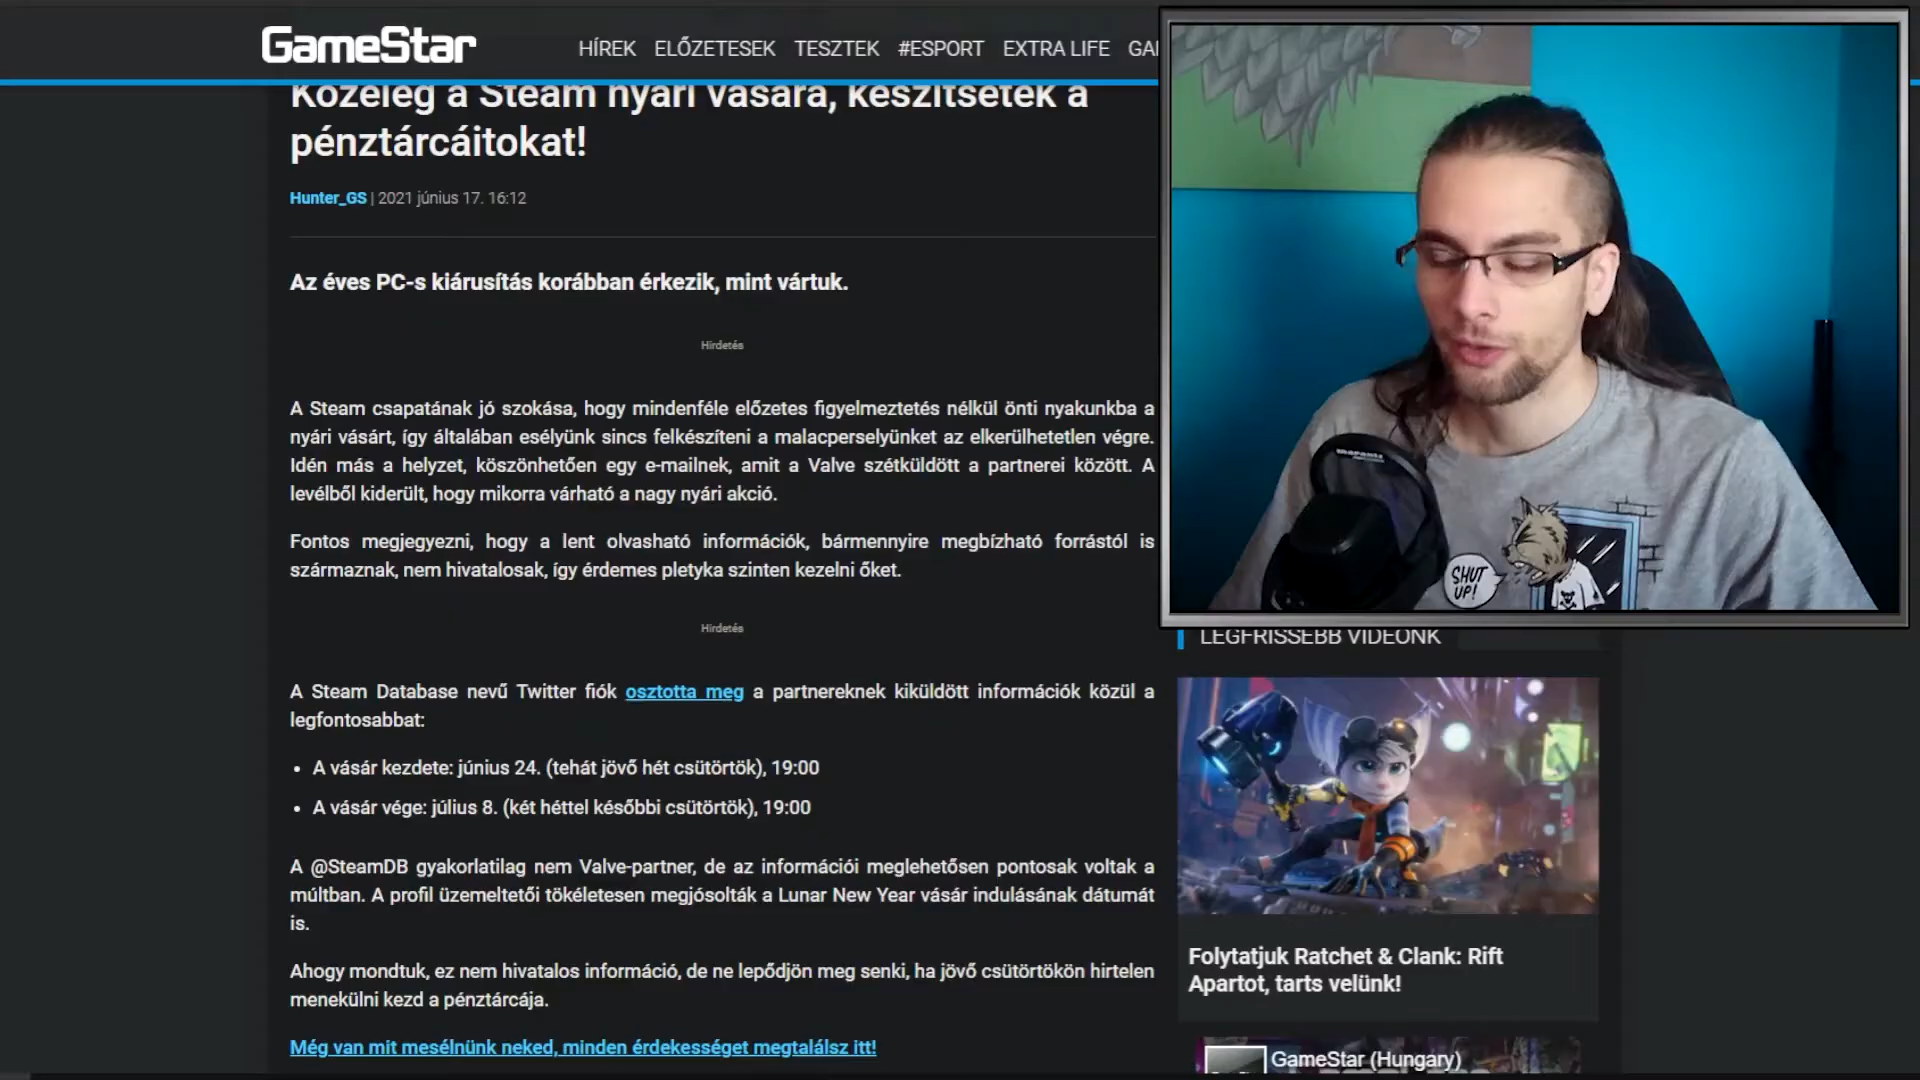 GameStar
HÍREK ELŐZETESEK TESZTEK #ESPORT EXTRA LIFE
Közeleg a Steam nyári vására, készítsétek a
pénztárcáitokat!
Hunter_GS | 2021 június 17. 16:12
Az éves PC-s kiárusítás korábban érkezik, mint vártuk.
Hirdetés
A Steam csapatának jó szokása, hogy mindenféle előzetes figyelmeztetés nélkül önti nyakunkba a
nyári vásárt, így általában esélyünk sincs felkészíteni a malacperselyünket az elkerülhetetlen végre.
Idén más a helyzet, köszönhetően egy e-mailnek, amit a Valve szétküldött a partnerei között. A
levélből kiderült, hogy mikorra várható a nagy nyári akció.
Fontos megjegyezni, hogy a lent olvasható információk, bármennyire megbízható forrástól is
származnak, nem hivatalosak, így érdemes pletyka szinten kezelni őket.
Hirdetés
A Steam Database nevű Twitter fiók osztotta meg a partnereknek kiküldött információk közül a
legfontosabbat:
• A vásár kezdete: június 24. (tehát jövő hét csütörtök), 19:00
• A vásár vége: július 8. (két héttel későbbi csütörtök), 19:00
A @SteamDB gyakorlatilag nem Valve-partner, de az információi meglehetősen pontosak voltak a
múltban. A profil üzemeltetői tökéletesen megjósolták a Lunar New Year vásár indulásának dátumát
is.
Ahogy mondtuk, ez nem hivatalos információ, de ne lepődjön meg senki, ha jövő csütörtökön hirtelen
menekülni kezd a pénztárcája.
Még van mit mesélnünk neked, minden érdekességet megtalálsz itt!
marantz
SHUT
UP!
LEGFRISSEBB VIDEÓNK
Folytatjuk Ratchet & Clank: Rift
Apartot, tarts velünk!
GameStar (Hungary)